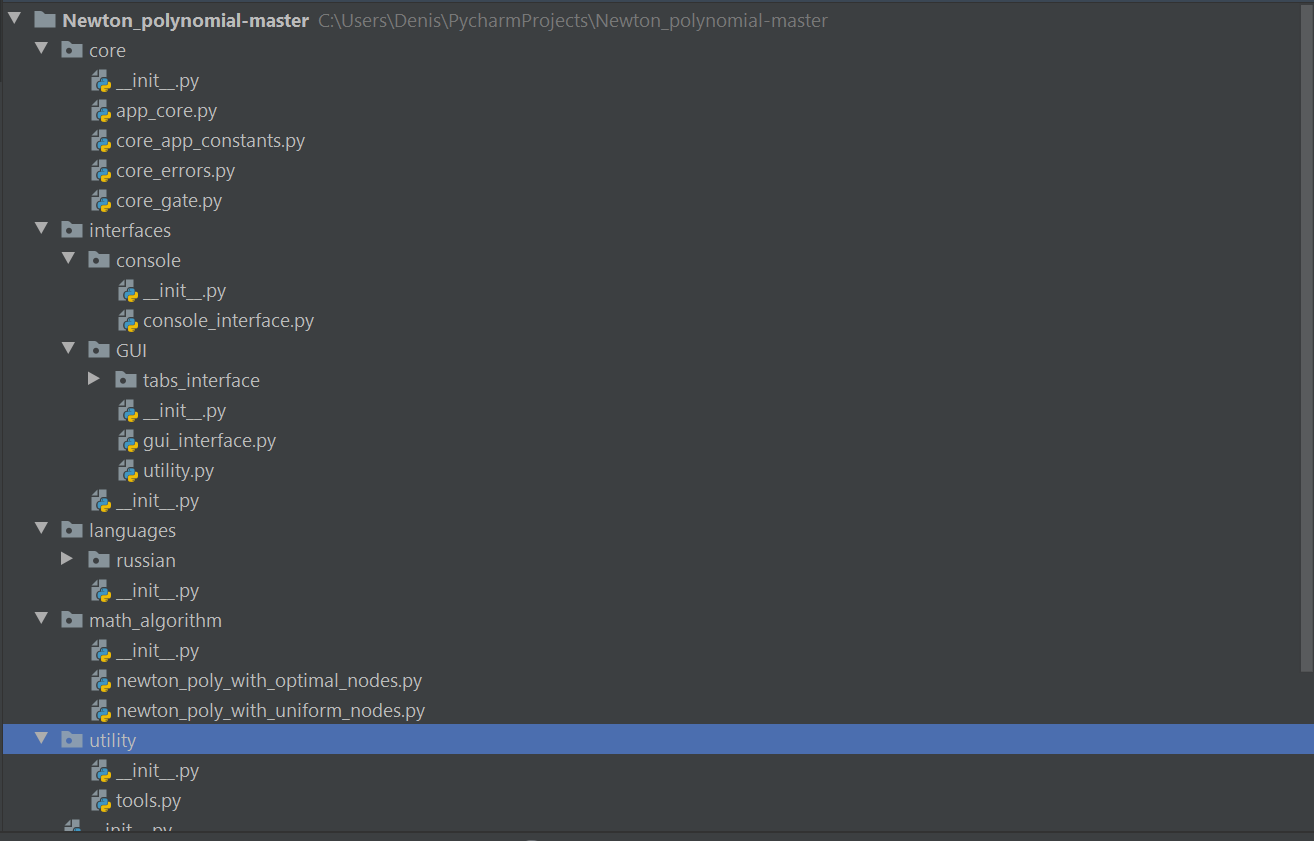 Newton_polynomial-master C:\Users\Denis\PycharmProjects\Newton_polynomial-master
core
__init__.py
app_core.py
core_app_constants.py
core_errors.py
core_gate.py
interfaces
console
__init__.py
console_interface.py
GUI
tabs_interface
__init__.py
gui_interface.py
utility.py
__init__.py
languages
russian
__init__.py
math_algorithm
__init__.py
newton_poly_with_optimal_nodes.py
newton_poly_with_uniform_nodes.py
utility
__init__.py
tools.py
__init__.py